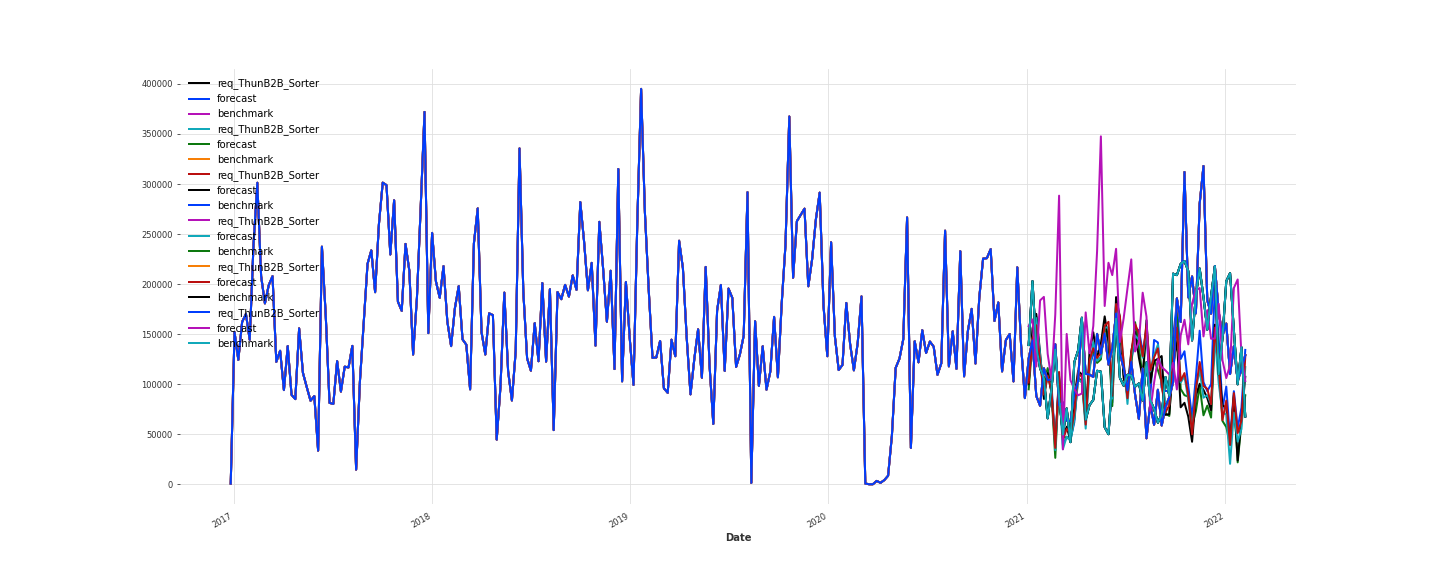 400000
350000
300000
250000
200000
150000
100000
50000
0
req_ThunB2B_Sorter
forecast
benchmark
req_ThunB2B_Sorter
forecast
benchmark
req_ThunB2B_Sorter
forecast
benchmark
req_ThunB2B_Sorter
forecast
benchmark
req_ThunB2B_Sorter
forecast
benchmark
req_ThunB2B_Sorter
forecast
benchmark
2017
2018
2019
2020
2021
2022
Date